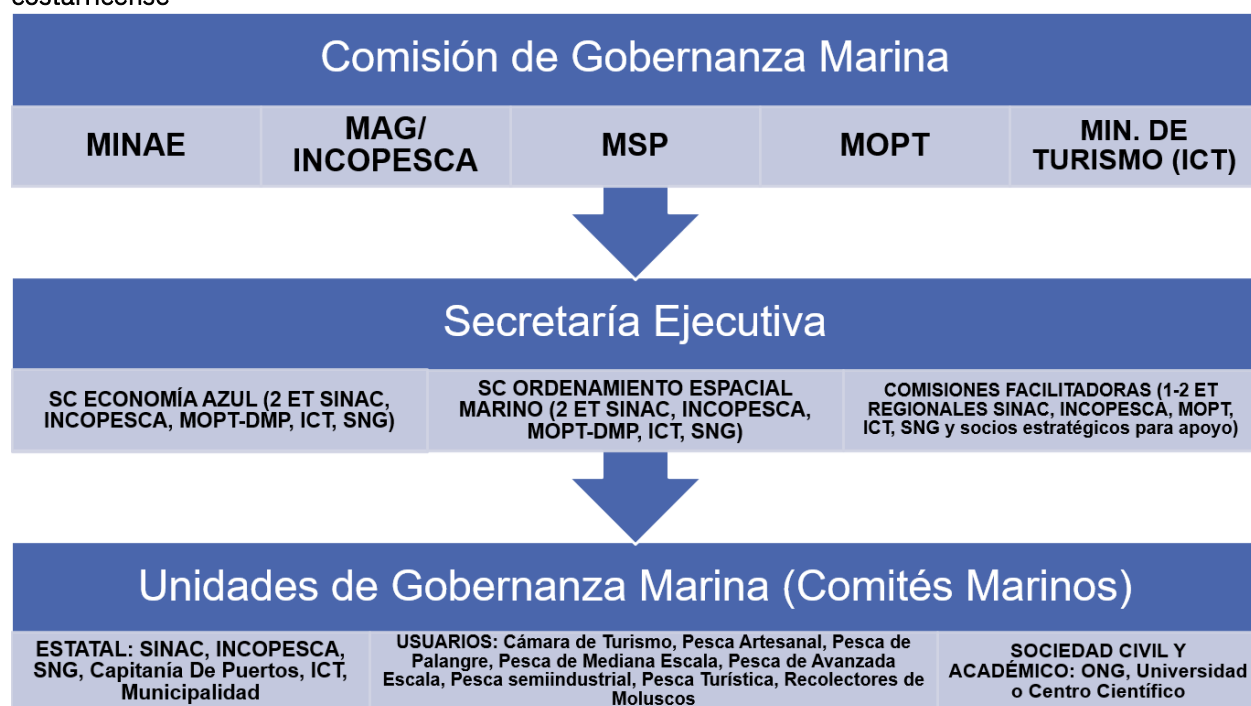 costarricense
Comisión de Gobernanza Marina
MINAE
MAG/
INCOPESCA
MSP
MOPT
MIN. DE
TURISMO (ICT)
Secretaría Ejecutiva
SC ECONOMÍA AZUL (2 ET SINAC,
INCOPESCA, MOPT-DMP, ICT, SNG)
SC ORDENAMIENTO ESPACIAL
MARINO (2 ET SINAC, INCOPESCA,
MOPT-DMP, ICT, SNG)
COMISIONES FACILITADORAS (1-2 ET
REGIONALES SINAC, INCOPESCA, MOPT,
ICT, SNG y socios estratégicos para apoyo)
Unidades de Gobernanza Marina (Comités Marinos)
ESTATAL: SINAC, INCOPESCA,
SNG, Capitanía De Puertos, ICT,
Municipalidad
USUARIOS: Cámara de Turismo, Pesca Artesanal, Pesca de
Palangre, Pesca de Mediana Escala, Pesca de Avanzada
Escala, Pesca semiindustrial, Pesca Turística, Recolectores de
Moluscos
SOCIEDAD CIVIL Y
ACADÉMICO: ONG, Universidad
o Centro Científico